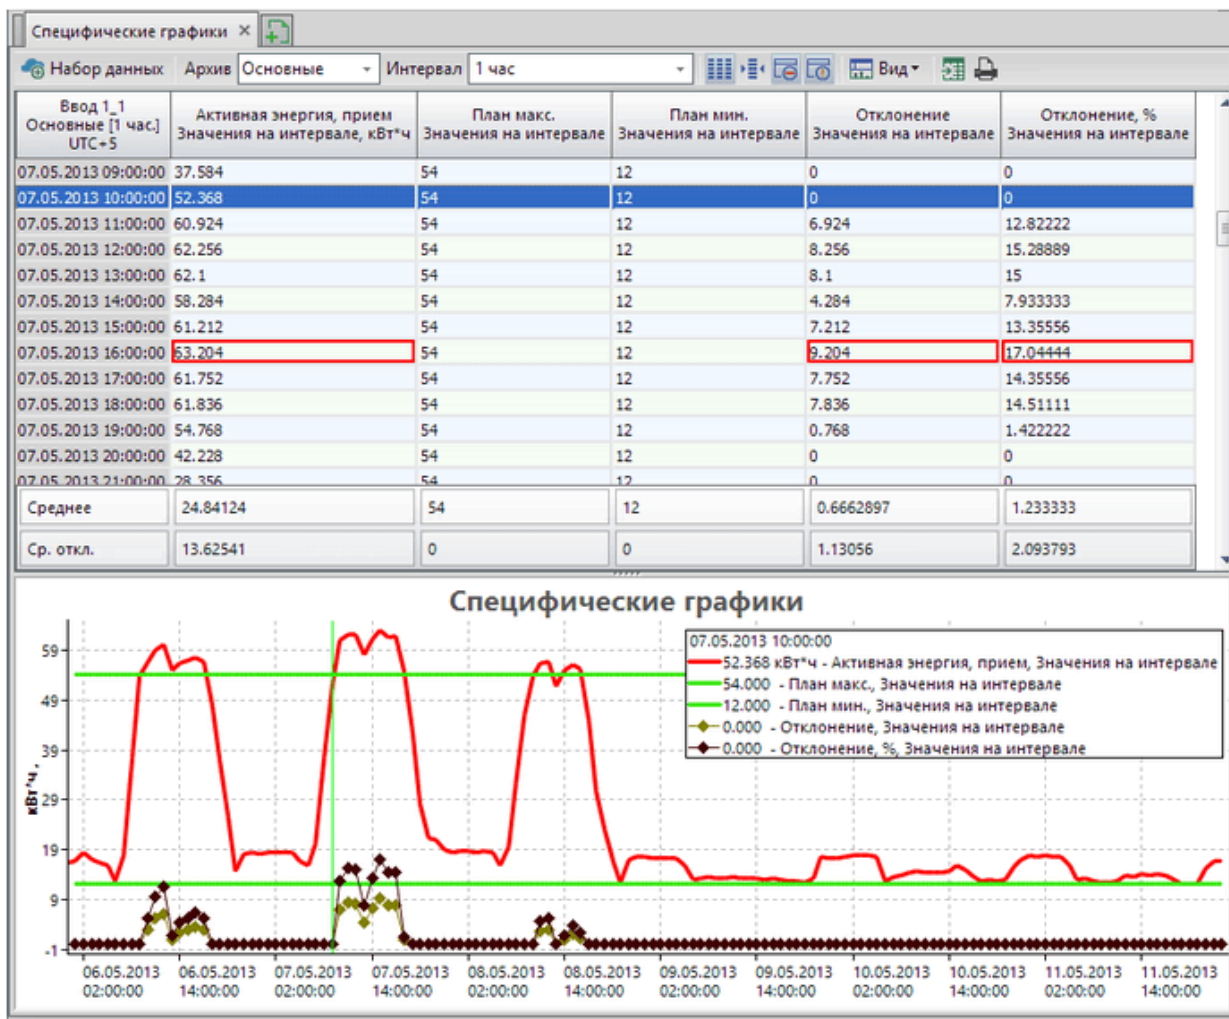 Специфические графики ×
Набор данных Архив Основные Интервал 1 час Вид
Ввод 1_1
Основные [1 час.]
UTC+5
Активная энергия, прием
Значения на интервале, кВт*ч
План макс.
Значения на интервале
План мин.
Значения на интервале
Отклонение
Значения на интервале
Отклонение, %
Значения на интервале
07.05.2013 09:00:00 37.584 54 12 0 0
07.05.2013 10:00:00 52.368 54 12 0 0
07.05.2013 11:00:00 60.924 54 12 6.924 12.82222
07.05.2013 12:00:00 62.256 54 12 8.256 15.28889
07.05.2013 13:00:00 62.1 54 12 8.1 15
07.05.2013 14:00:00 58.284 54 12 4.284 7.933333
07.05.2013 15:00:00 61.212 54 12 7.212 13.35556
07.05.2013 16:00:00 63.204 54 12 9.204 17.04444
07.05.2013 17:00:00 61.752 54 12 7.752 14.35556
07.05.2013 18:00:00 61.836 54 12 7.836 14.51111
07.05.2013 19:00:00 54.768 54 12 0.768 1.422222
07.05.2013 20:00:00 42.228 54 12 0 0
07.05.2013 21:00:00 28.356 54 12 0 0
Среднее 24.84124 54 12 0.6662897 1.233333
Ср. откл. 13.62541 0 0 1.13056 2.093793
Специфические графики
07.05.2013 10:00:00
52.368 кВт*ч - Активная энергия, прием, Значения на интервале
54.000 - План макс., Значения на интервале
12.000 - План мин., Значения на интервале
0.000 - Отклонение, Значения на интервале
0.000 - Отклонение, %, Значения на интервале
кВт*ч .
59
49
39
29
19
9
-1
06.05.2013 06.05.2013 07.05.2013 07.05.2013 08.05.2013 08.05.2013 09.05.2013 09.05.2013 10.05.2013 10.05.2013 11.05.2013 11.05.2013
02:00:00 14:00:00 02:00:00 14:00:00 02:00:00 14:00:00 02:00:00 14:00:00 02:00:00 14:00:00 02:00:00 14:00:00